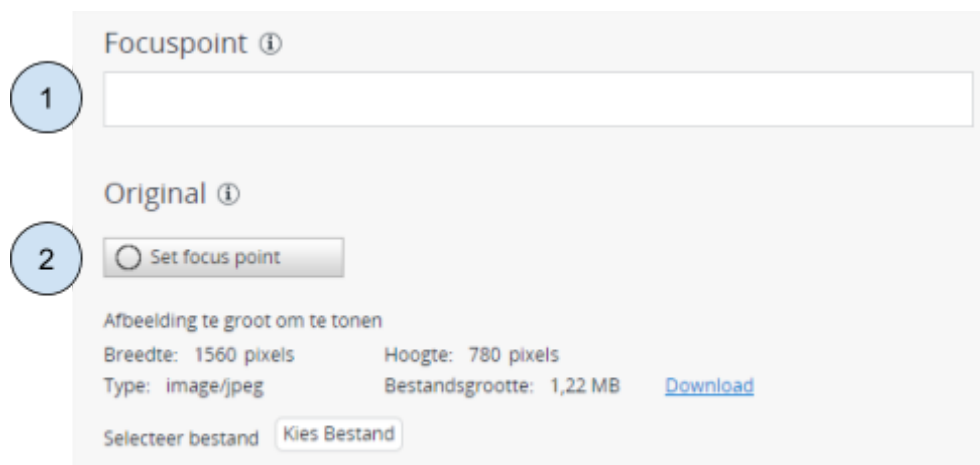 Focuspoint
1
Original
2
Set focus point
Afbeelding te groot om te tonen
Breedte: 1560 pixels Hoogte: 780 pixels
Type: image/jpeg Bestandsgrootte: 1,22 MB Download
Selecteer bestand Kies Bestand